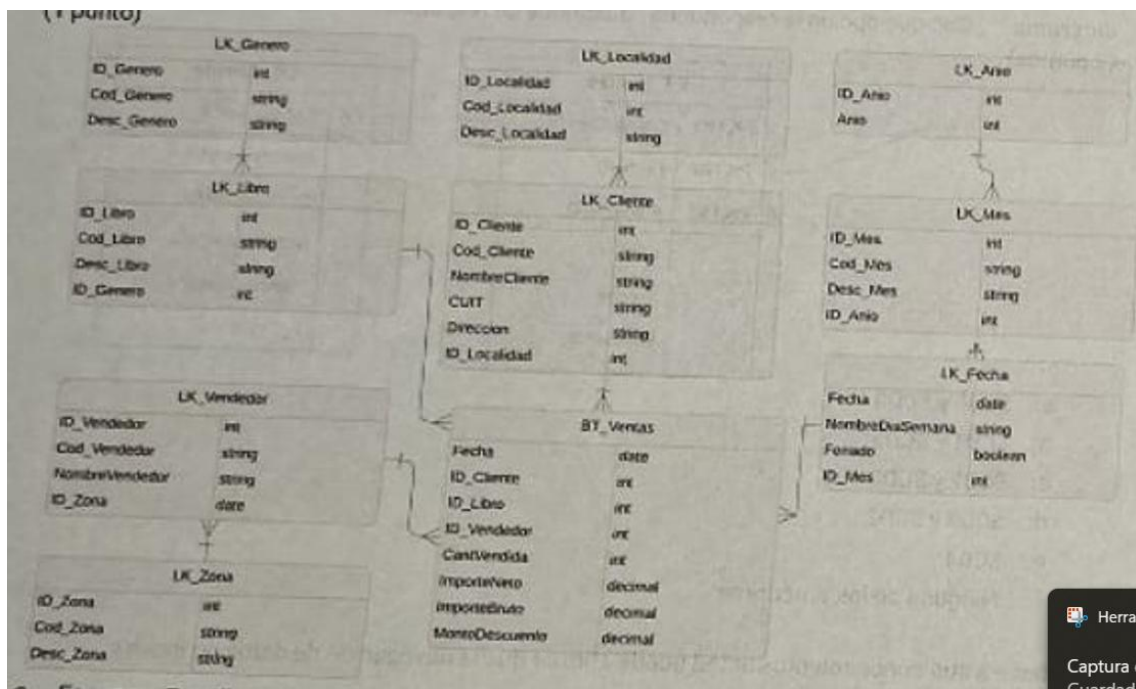 (1 punto)
LK_Genero
ID_Genero int
Cod_Genero string
Desc_Genero string
LK_Localidad
ID_Localidad int
Cod_Localidad int
Desc_Localidad string
LK_Anio
ID_Anio int
Anio int
LK_Libro
ID_Libro int
Cod_Libro string
Desc_Libro string
ID_Genero int
LK_Cliente
ID_Cliente int
Cod_Cliente string
NombreCliente string
CUIT string
Direccion string
ID_Localidad int
LK_Mes
ID_Mes int
Cod_Mes string
Desc_Mes string
ID_Anio int
LK_Vendedor
ID_Vendedor int
Cod_Vendedor string
NombreVendedor string
ID_Zona date
BT_Ventas
Fecha date
ID_Cliente int
ID_Libro int
ID_Vendedor int
CantVendida int
ImporteNeto decimal
ImporteBruto decimal
MontoDescuento decimal
LK_Fecha
Fecha date
NombreDiaSemana string
Feriado boolean
ID_Mes int
LK_Zona
ID_Zona int
Cod_Zona string
Desc_Zona string
Herra
Captura